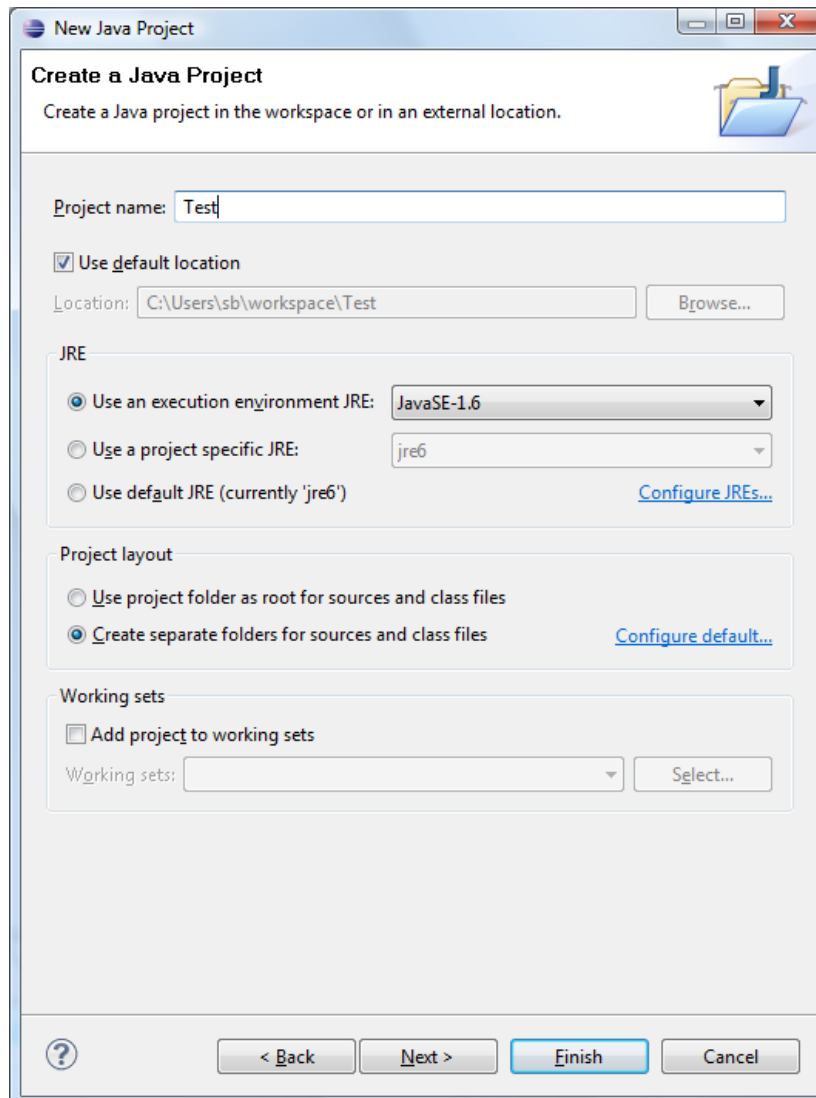 New Java Project
Create a Java Project
Create a Java project in the workspace or in an external location.
Project name: Test
Use default location
Location: C:\Users\sb\workspace\Test Browse...
JRE
Use an execution environment JRE: JavaSE-1.6
Use a project specific JRE: jre6
Use default JRE (currently 'jre6') Configure JREs...
Project layout
Use project folder as root for sources and class files
Create separate folders for sources and class files Configure default...
Working sets
Add project to working sets
Working sets: Select...
? < Back Next > Finish Cancel